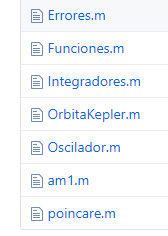 Errores.m
Funciones.m
Integradores.m
OrbitaKepler.m
Oscilador.m
am1.m
poincare.m